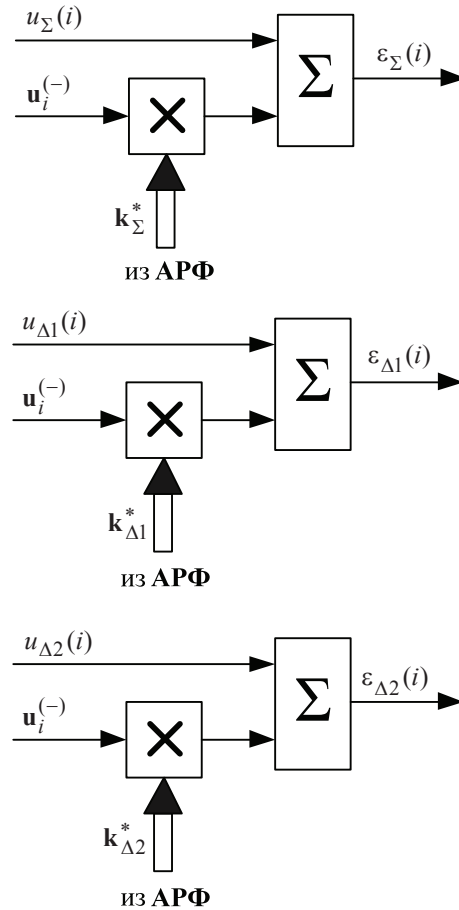 u_Σ(i)
ε_Σ(i)
Σ
u_i^(−)
×
k_Σ^*
из АРФ
u_Δ1(i)
ε_Δ1(i)
Σ
u_i^(−)
×
k_Δ1^*
из АРФ
u_Δ2(i)
ε_Δ2(i)
Σ
u_i^(−)
×
k_Δ2^*
из АРФ